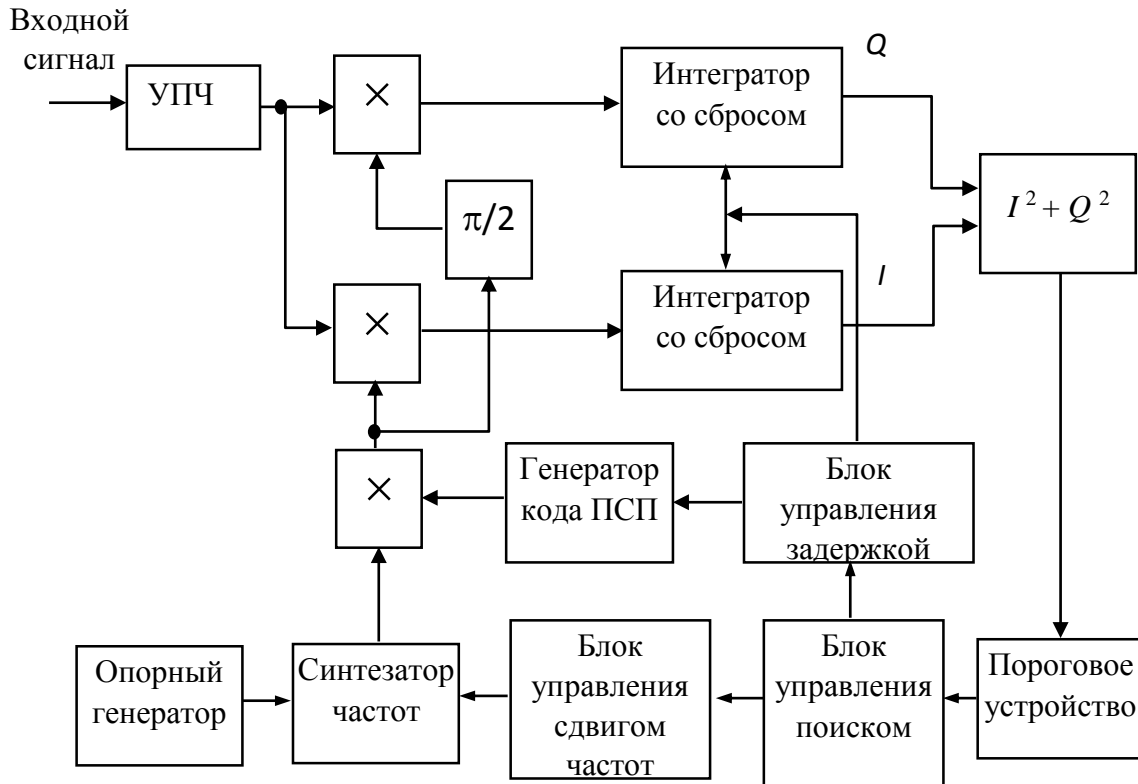 Входной
сигнал
УПЧ
×
Интегратор
со сбросом
Q
π/2
I² + Q²
×
Интегратор
со сбросом
I
×
Генератор
кода ПСП
Блок
управления
задержкой
Опорный
генератор
Синтезатор
частот
Блок
управления
сдвигом
частот
Блок
управления
поиском
Пороговое
устройство